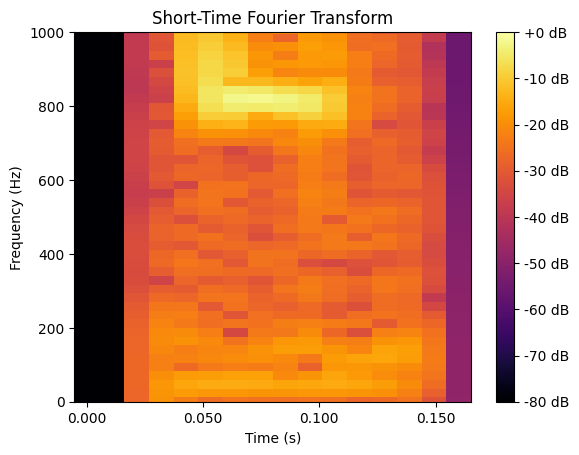 Short-Time Fourier Transform
1000
800
600
400
200
0
Frequency (Hz)
0.000
0.050
0.100
0.150
Time (s)
+0 dB
-10 dB
-20 dB
-30 dB
-40 dB
-50 dB
-60 dB
-70 dB
-80 dB